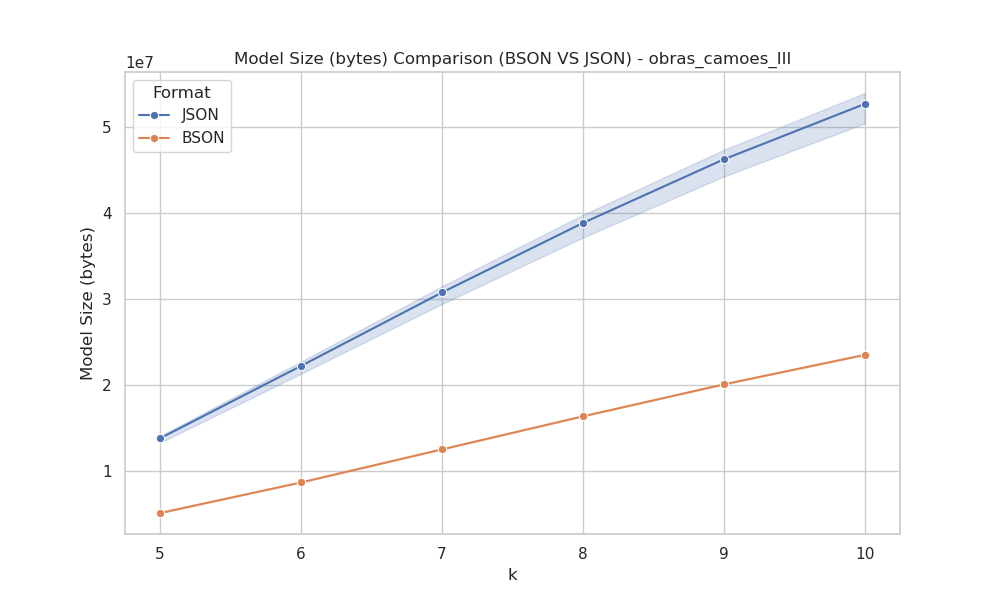 Model Size (bytes) Comparison (BSON VS JSON) - obras_camoes_III
1e7
Format
JSON
BSON
5
4
3
2
1
Model Size (bytes)
5 6 7 8 9 10
k